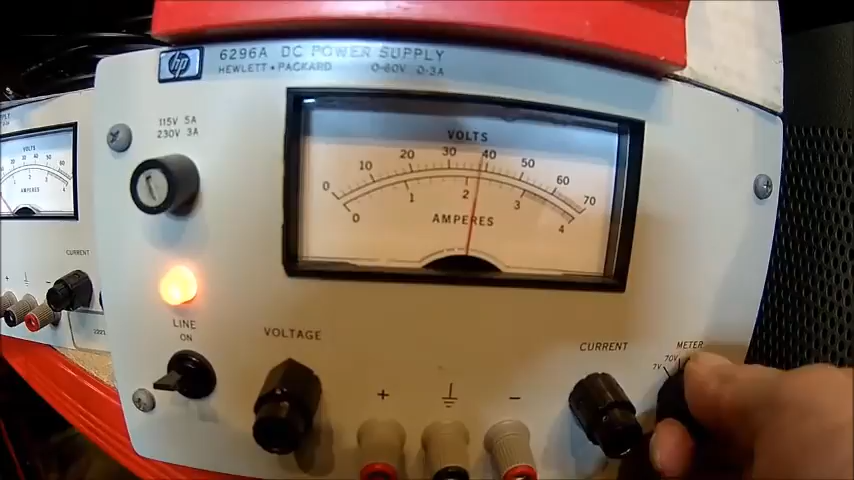 hp
6296A DC POWER SUPPLY
HEWLETT • PACKARD 0-60V 0-3A
115V 5A
230V 3A
VOLTS
0 10 20 30 40 50 60 70
0 1 2 3 4
AMPERES
LINE
ON
VOLTAGE
CURRENT
METER
7V 70V
+ −
VOLTS
AMPERES
CURRENT